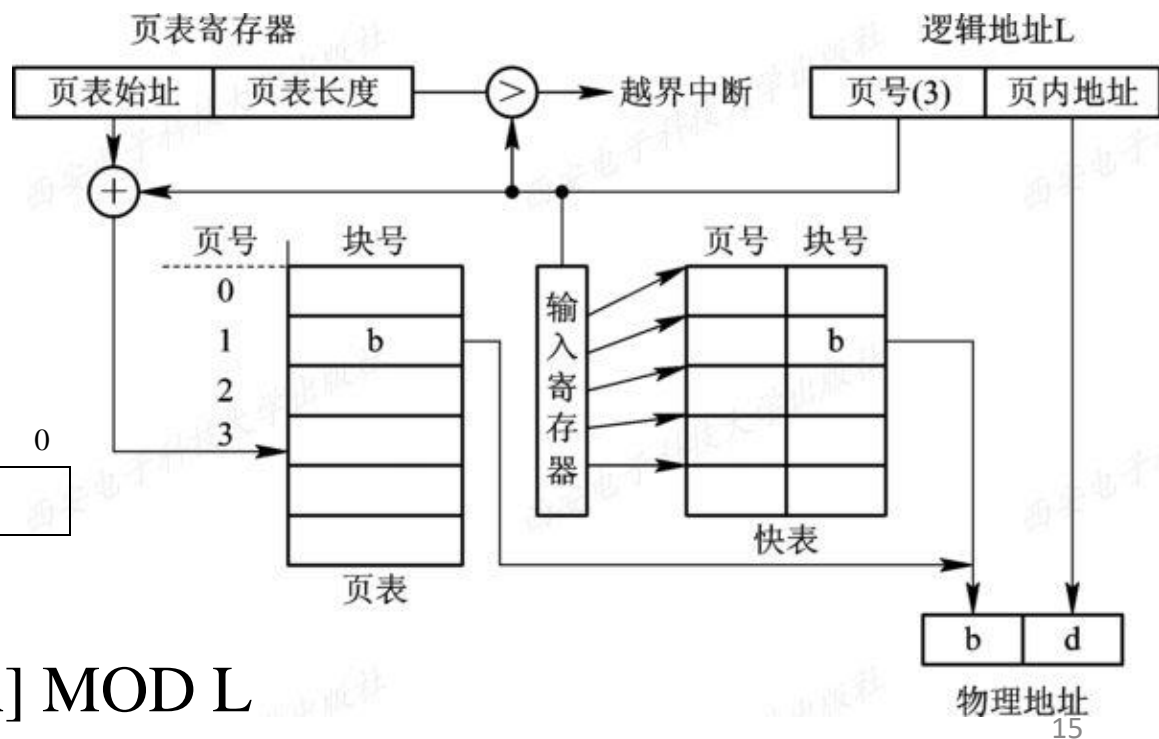 页表寄存器
逻辑地址L
页表始址 页表长度 > 越界中断 页号(3) 页内地址
+
页号 块号 页号 块号
0
1 b b
2
3
0
输入寄存器
快表
页表
b d
] MOD L
物理地址
15